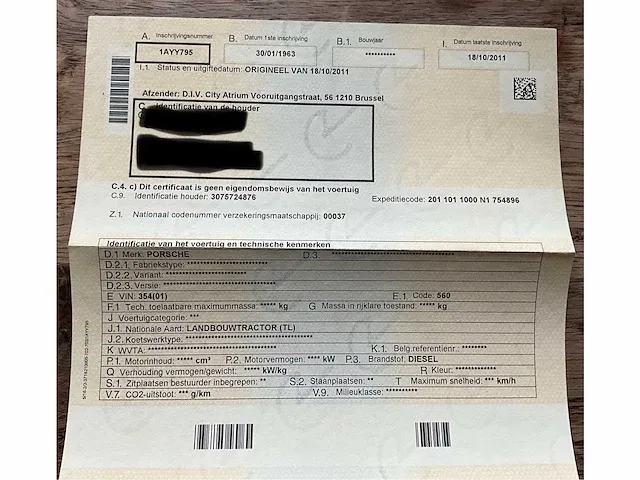 A. Inschrijvingsnummer B. Datum 1ste inschrijving B.1. Bouwjaar I. Datum laatste inschrijving
1AYY795 30/01/1963 ********** 18/10/2011
I.1. Status en uitgiftedatum: ORIGINEEL VAN 18/10/2011
Afzender: D.I.V. City Atrium Vooruitgangstraat, 56 1210 Brussel
C. Identificatie van de houder
C.4. c) Dit certificaat is geen eigendomsbewijs van het voertuig
C.9. Identificatie houder: 3075724876 Expeditiecode: 201 101 1000 N1 754896
Z.1. Nationaal codenummer verzekeringsmaatschappij: 00037
Identificatie van het voertuig en technische kenmerken
D.1 Merk: PORSCHE D.3. **********************
D.2.1. Fabriekstype: ********************
D.2.2. Variant: ********************
D.2.3. Versie: ****************************
E VIN: 354(01) E.1. Code: 560
F.1 Tech. toelaatbare maximummassa: ***** kg G Massa in rijklare toestand: ***** kg
J Voertuigcategorie: ***
J.1. Nationale Aard: LANDBOUWTRACTOR (TL)
J.2. Koetswerktype: ******************************
K WVTA: ****************************** K.1. Belg.referentienr.: ********
P.1. Motorinhoud: ***** cm³ P.2. Motorvermogen: **** kW P.3. Brandstof: DIESEL
Q Verhouding vermogen/gewicht: ***** kW/kg R Kleur: *************
S.1. Zitplaatsen bestuurder inbegrepen: ** S.2. Staanplaatsen: ** T Maximum snelheid: *** km/h
V.7. CO2-uitstoot: *** g/km V.9. Milieuklasse: **********